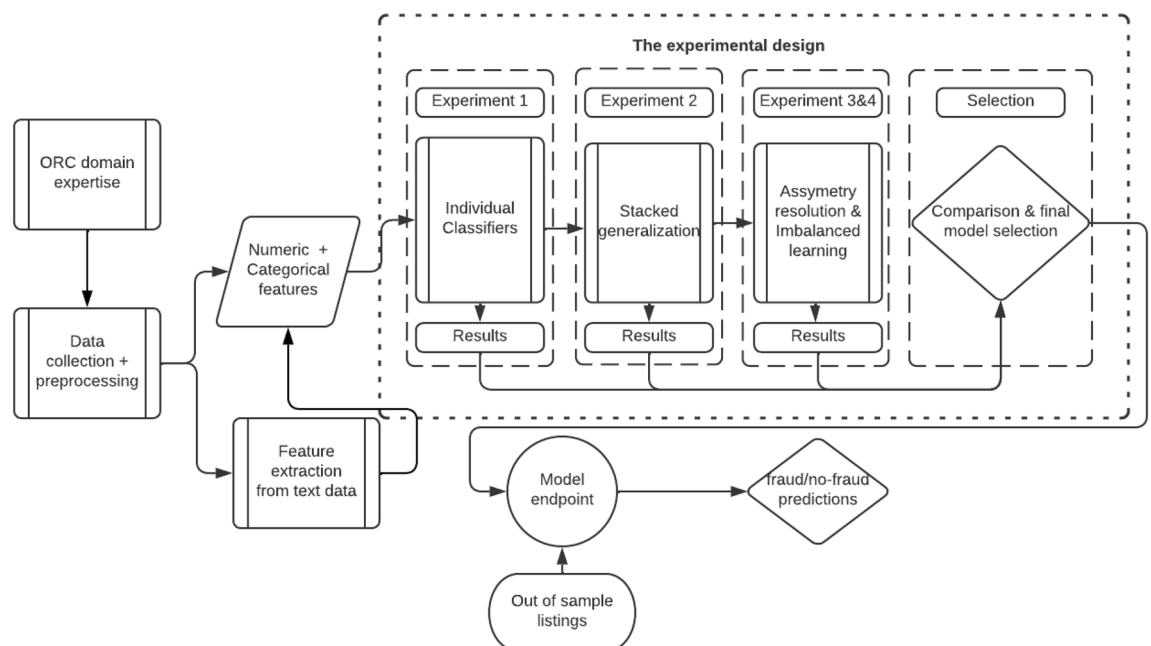 The experimental design
Experiment 1
Experiment 2
Experiment 3&4
Selection
ORC domain
expertise
Data
collection +
preprocessing
Numeric +
Categorical
features
Feature
extraction
from text data
Individual
Classifiers
Stacked
generalization
Assymetry
resolution &
Imbalanced
learning
Comparison & final
model selection
Results
Results
Results
Model
endpoint
fraud/no-fraud
predictions
Out of sample
listings